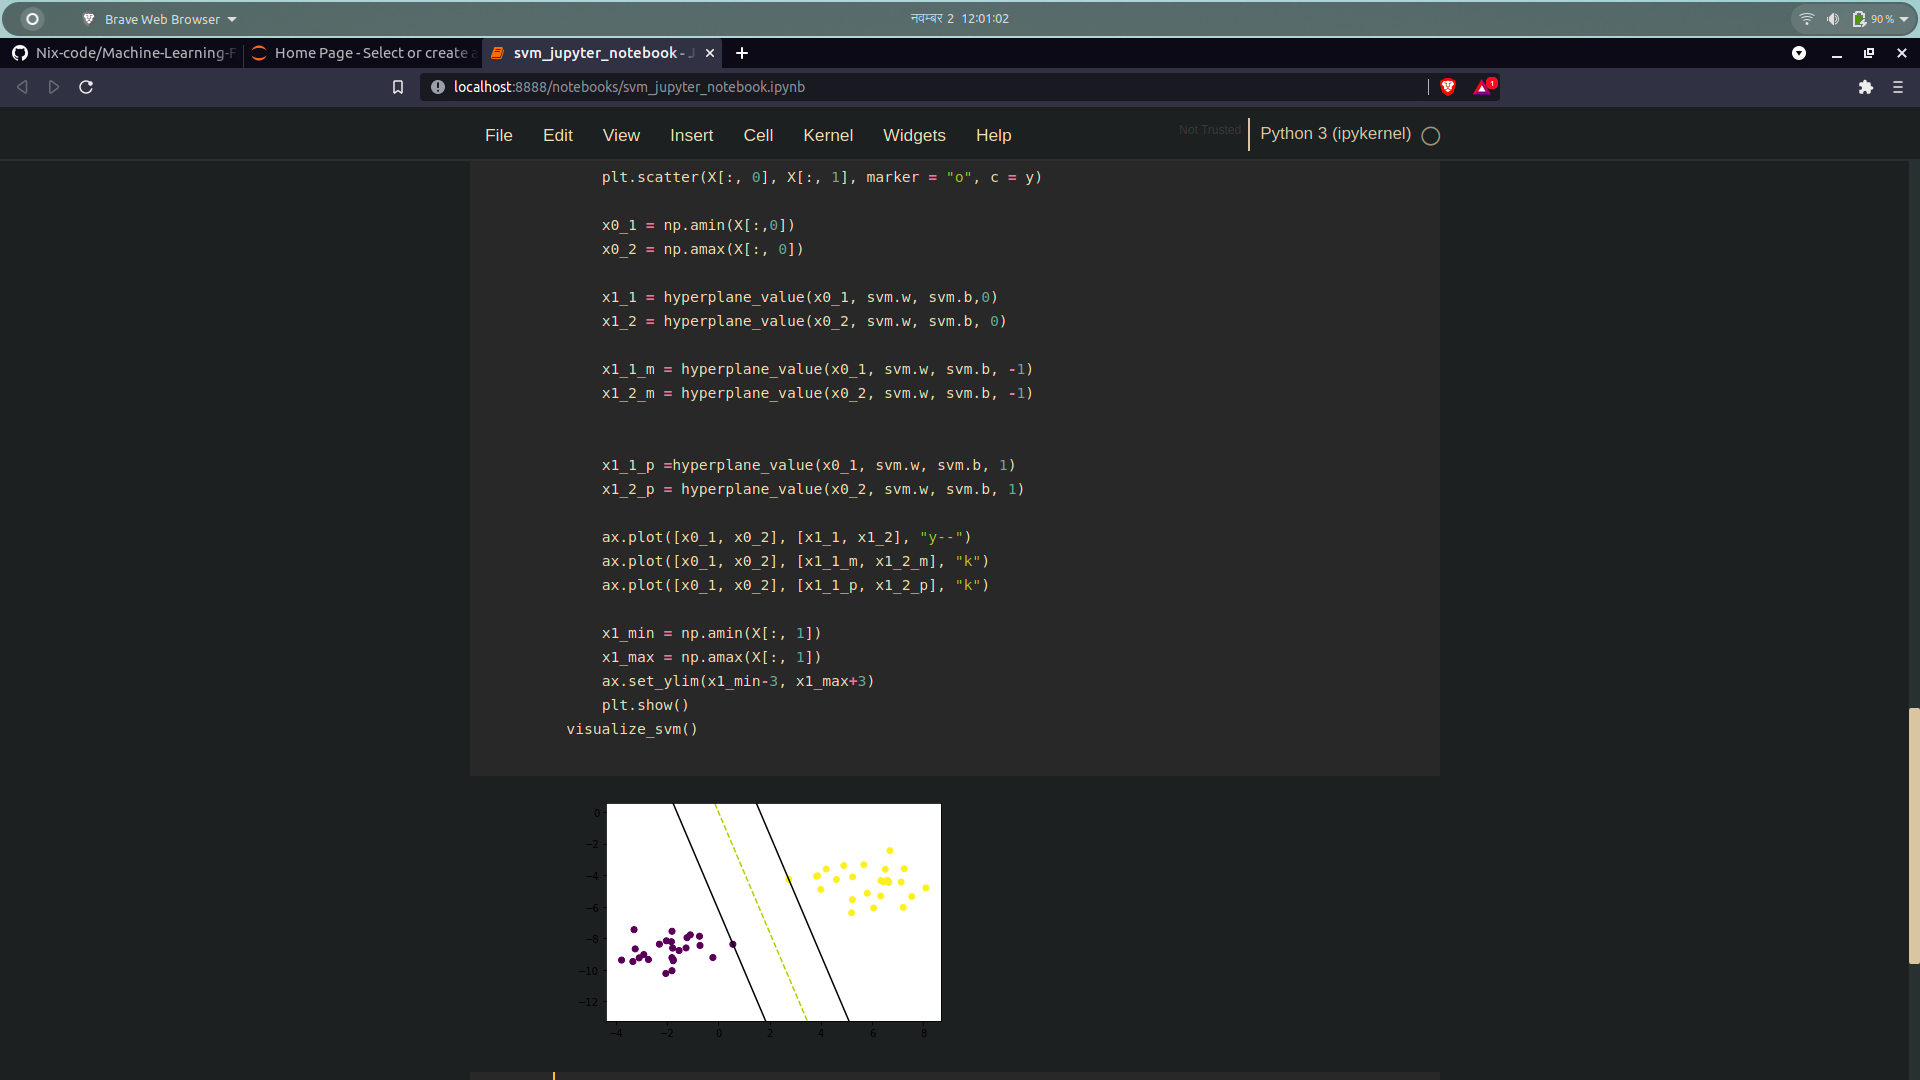 Brave Web Browser
नवम्बर 2 12:01:02
90 %
Nix-code/Machine-Learning-F
Home Page - Select or create a
svm_jupyter_notebook - J
localhost:8888/notebooks/svm_jupyter_notebook.ipynb
1
File Edit View Insert Cell Kernel Widgets Help
Not Trusted
Python 3 (ipykernel)
plt.scatter(X[:, 0], X[:, 1], marker = "o", c = y)
x0_1 = np.amin(X[:,0])
x0_2 = np.amax(X[:, 0])
x1_1 = hyperplane_value(x0_1, svm.w, svm.b,0)
x1_2 = hyperplane_value(x0_2, svm.w, svm.b, 0)
x1_1_m = hyperplane_value(x0_1, svm.w, svm.b, -1)
x1_2_m = hyperplane_value(x0_2, svm.w, svm.b, -1)
x1_1_p =hyperplane_value(x0_1, svm.w, svm.b, 1)
x1_2_p = hyperplane_value(x0_2, svm.w, svm.b, 1)
ax.plot([x0_1, x0_2], [x1_1, x1_2], "y--")
ax.plot([x0_1, x0_2], [x1_1_m, x1_2_m], "k")
ax.plot([x0_1, x0_2], [x1_1_p, x1_2_p], "k")
x1_min = np.amin(X[:, 1])
x1_max = np.amax(X[:, 1])
ax.set_ylim(x1_min-3, x1_max+3)
plt.show()
visualize_svm()
0
−2
−4
−6
−8
−10
−12
−4 −2 0 2 4 6 8